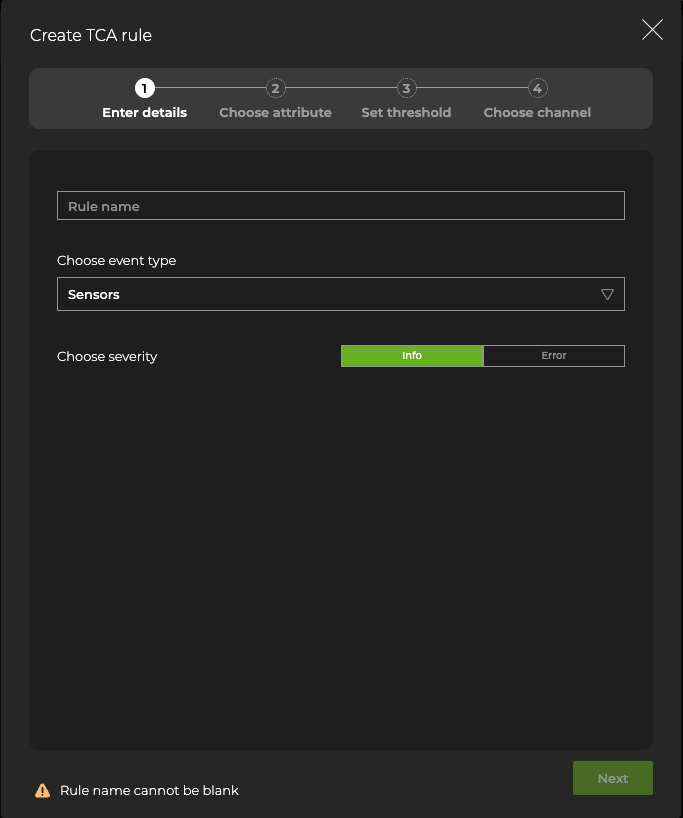 Create TCA rule
1 2 3 4
Enter details Choose attribute Set threshold Choose channel
Rule name
Choose event type
Sensors
Choose severity Info Error
Next
Rule name cannot be blank